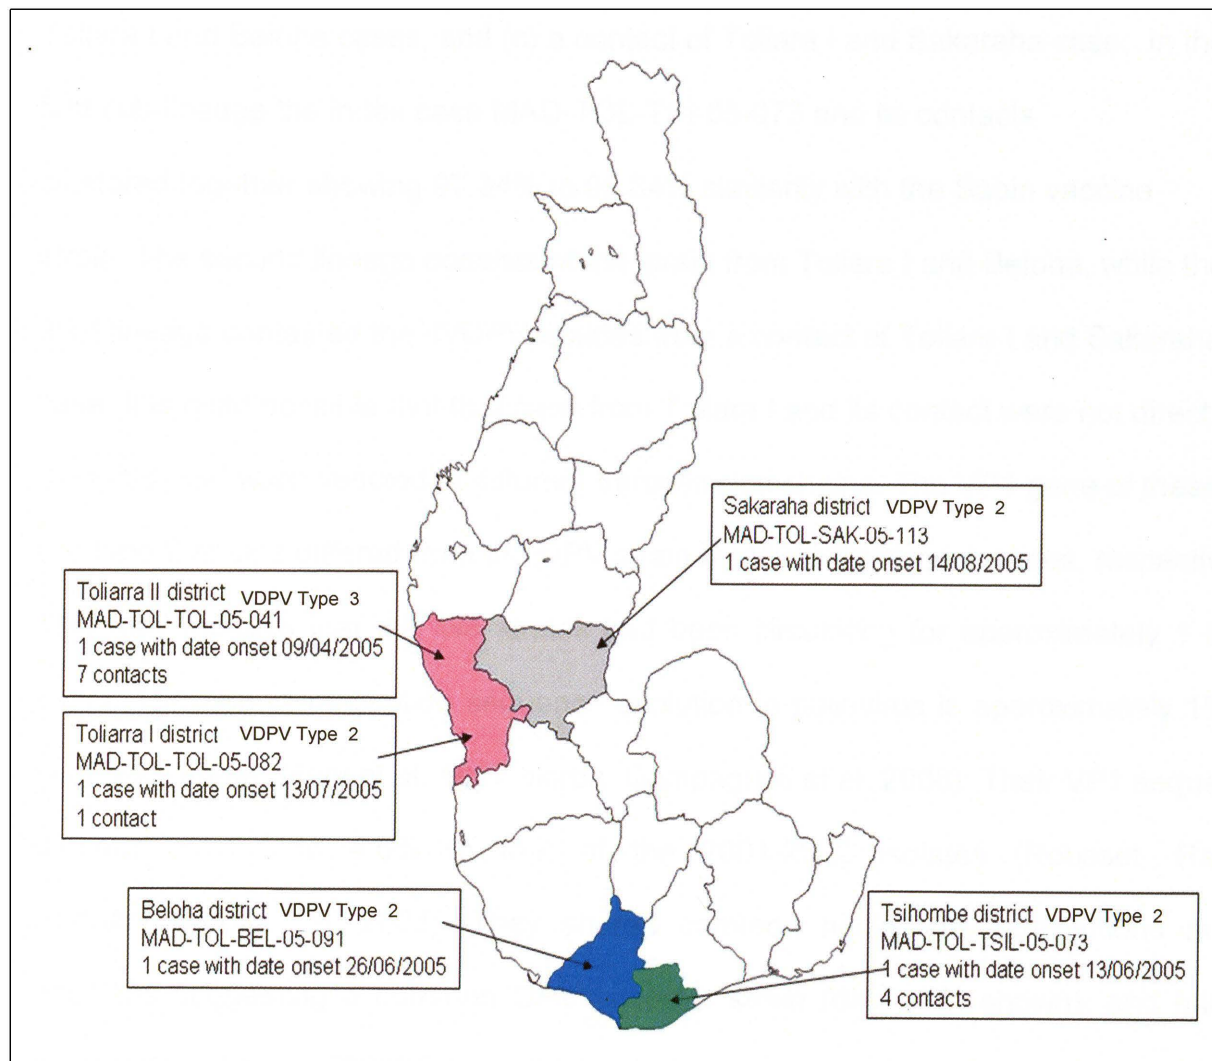 Sakaraha district VDPV Type 2
MAD-TOL-SAK-05-113
1 case with date onset 14/08/2005
Toliarra II district VDPV Type 3
MAD-TOL-TOL-05-041
1 case with date onset 09/04/2005
7 contacts
Toliarra I district VDPV Type 2
MAD-TOL-TOL-05-082
1 case with date onset 13/07/2005
1 contact
Beloha district VDPV Type 2
MAD-TOL-BEL-05-091
1 case with date onset 26/06/2005
Tsihombe district VDPV Type 2
MAD-TOL-TSIL-05-073
1 case with date onset 13/06/2005
4 contacts